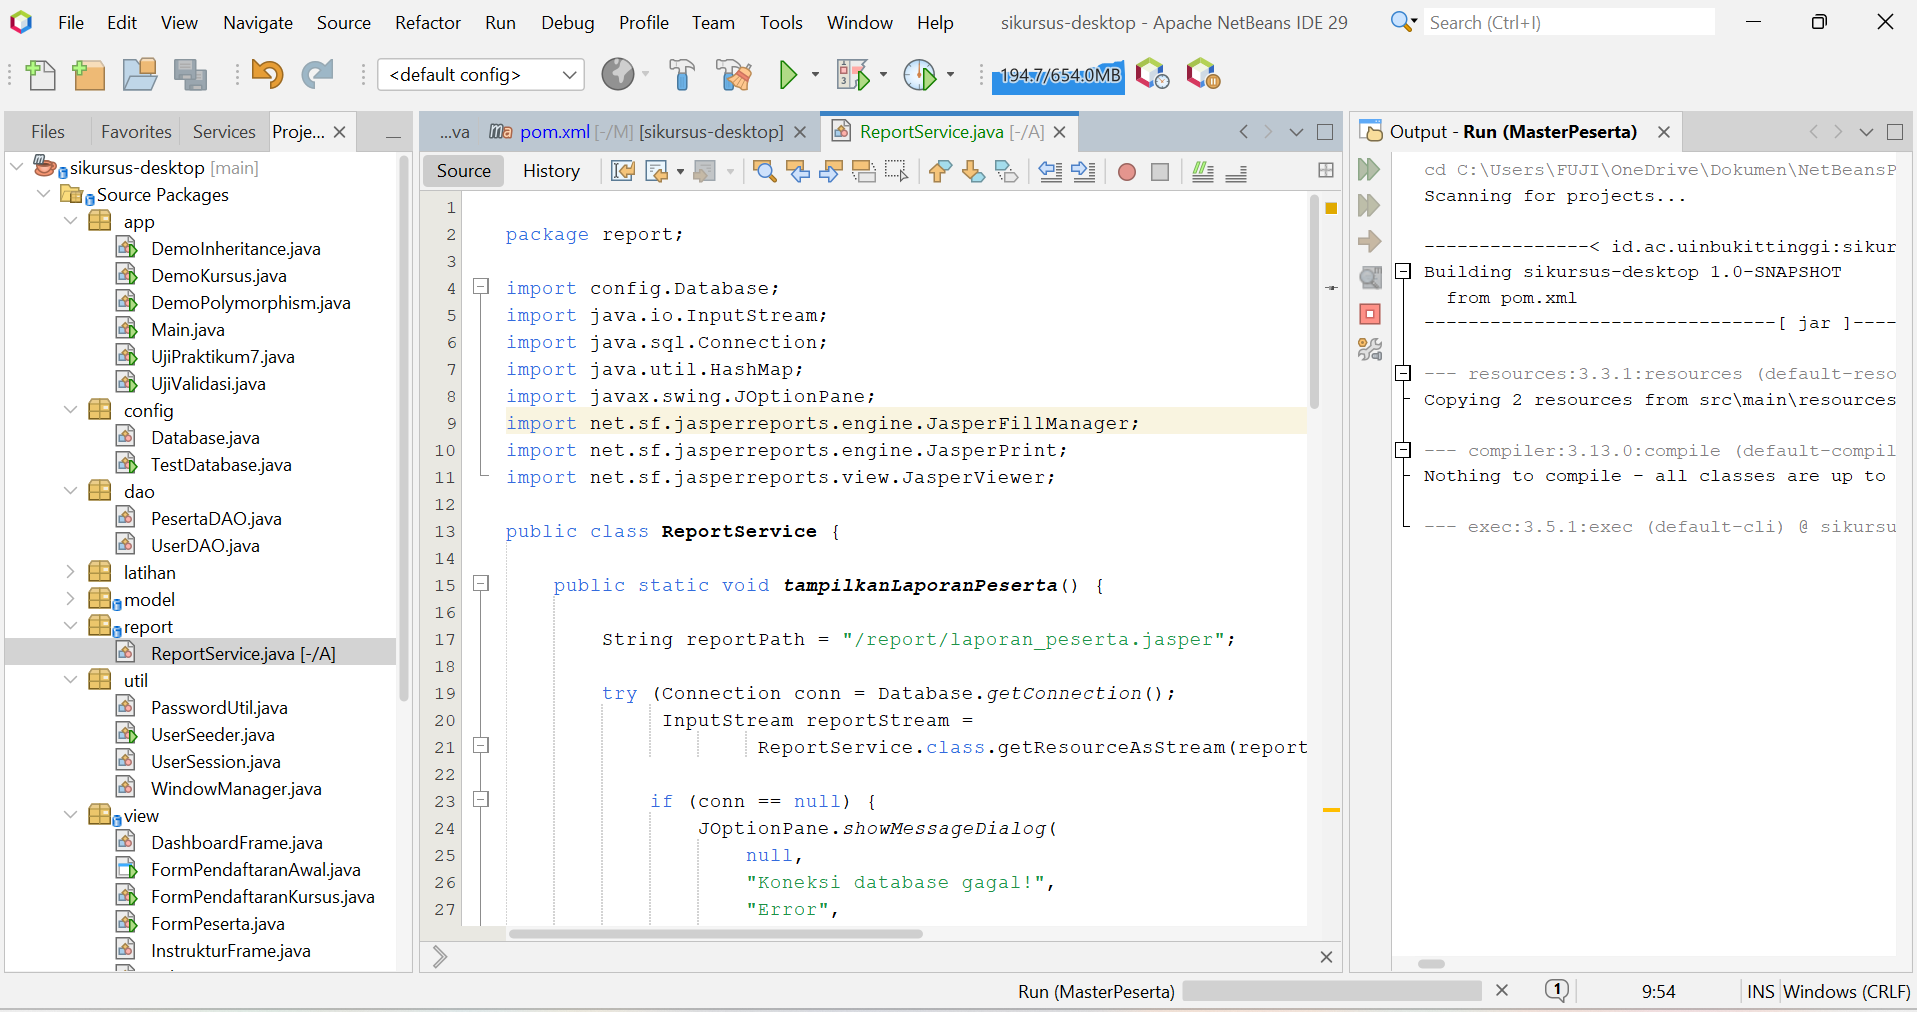 File Edit View Navigate Source Refactor Run Debug Profile Team Tools Window Help sikursus-desktop - Apache NetBeans IDE 29 Search (Ctrl+I)
<default config> 194.7/654.0MB
Files Favorites Services Proje...
...va pom.xml [-/M] [sikursus-desktop] ReportService.java [-/A]
Output - Run (MasterPeserta)
Source History
sikursus-desktop [main]
Source Packages
app
DemoInheritance.java
DemoKursus.java
DemoPolymorphism.java
Main.java
UjiPraktikum7.java
UjiValidasi.java
config
Database.java
TestDatabase.java
dao
PesertaDAO.java
UserDAO.java
latihan
model
report
ReportService.java [-/A]
util
PasswordUtil.java
UserSeeder.java
UserSession.java
WindowManager.java
view
DashboardFrame.java
FormPendaftaranAwal.java
FormPendaftaranKursus.java
FormPeserta.java
InstrukturFrame.java
1
2 package report;
3
4 import config.Database;
5 import java.io.InputStream;
6 import java.sql.Connection;
7 import java.util.HashMap;
8 import javax.swing.JOptionPane;
9 import net.sf.jasperreports.engine.JasperFillManager;
10 import net.sf.jasperreports.engine.JasperPrint;
11 import net.sf.jasperreports.view.JasperViewer;
12
13 public class ReportService {
14
15 public static void tampilkanLaporanPeserta() {
16
17 String reportPath = "/report/laporan_peserta.jasper";
18
19 try (Connection conn = Database.getConnection();
20 InputStream reportStream =
21 ReportService.class.getResourceAsStream(report
22
23 if (conn == null) {
24 JOptionPane.showMessageDialog(
25 null,
26 "Koneksi database gagal!",
27 "Error",
cd C:\Users\FUJI\OneDrive\Dokumen\NetBeansP
Scanning for projects...
---------------< id.ac.uinbukittinggi:sikur
Building sikursus-desktop 1.0-SNAPSHOT
from pom.xml
--------------------------------[ jar ]----
--- resources:3.3.1:resources (default-reso
Copying 2 resources from src\main\resources
--- compiler:3.13.0:compile (default-compil
Nothing to compile - all classes are up to
--- exec:3.5.1:exec (default-cli) @ sikursu
Run (MasterPeserta) 1 9:54 INS Windows (CRLF)